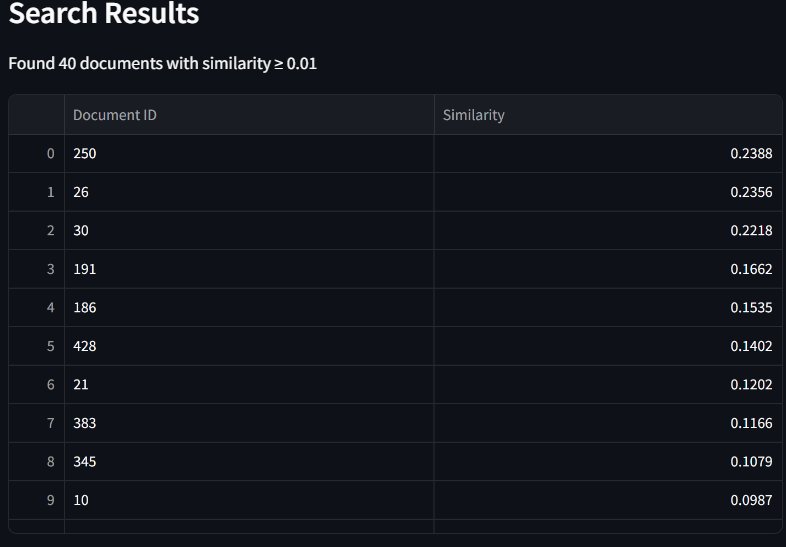 Search Results
Found 40 documents with similarity ≥ 0.01
Document ID Similarity
0 250 0.2388
1 26 0.2356
2 30 0.2218
3 191 0.1662
4 186 0.1535
5 428 0.1402
6 21 0.1202
7 383 0.1166
8 345 0.1079
9 10 0.0987